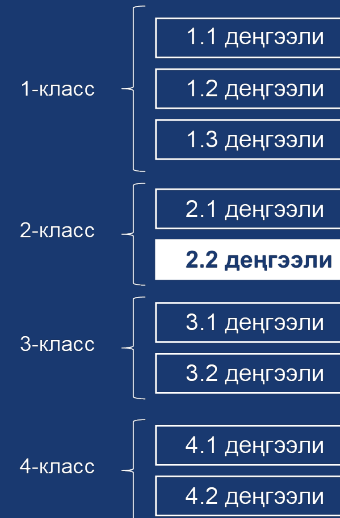 1-класс
1.1 деңгээли
1.2 деңгээли
1.3 деңгээли
2-класс
2.1 деңгээли
2.2 деңгээли
3-класс
3.1 деңгээли
3.2 деңгээли
4-класс
4.1 деңгээли
4.2 деңгээли